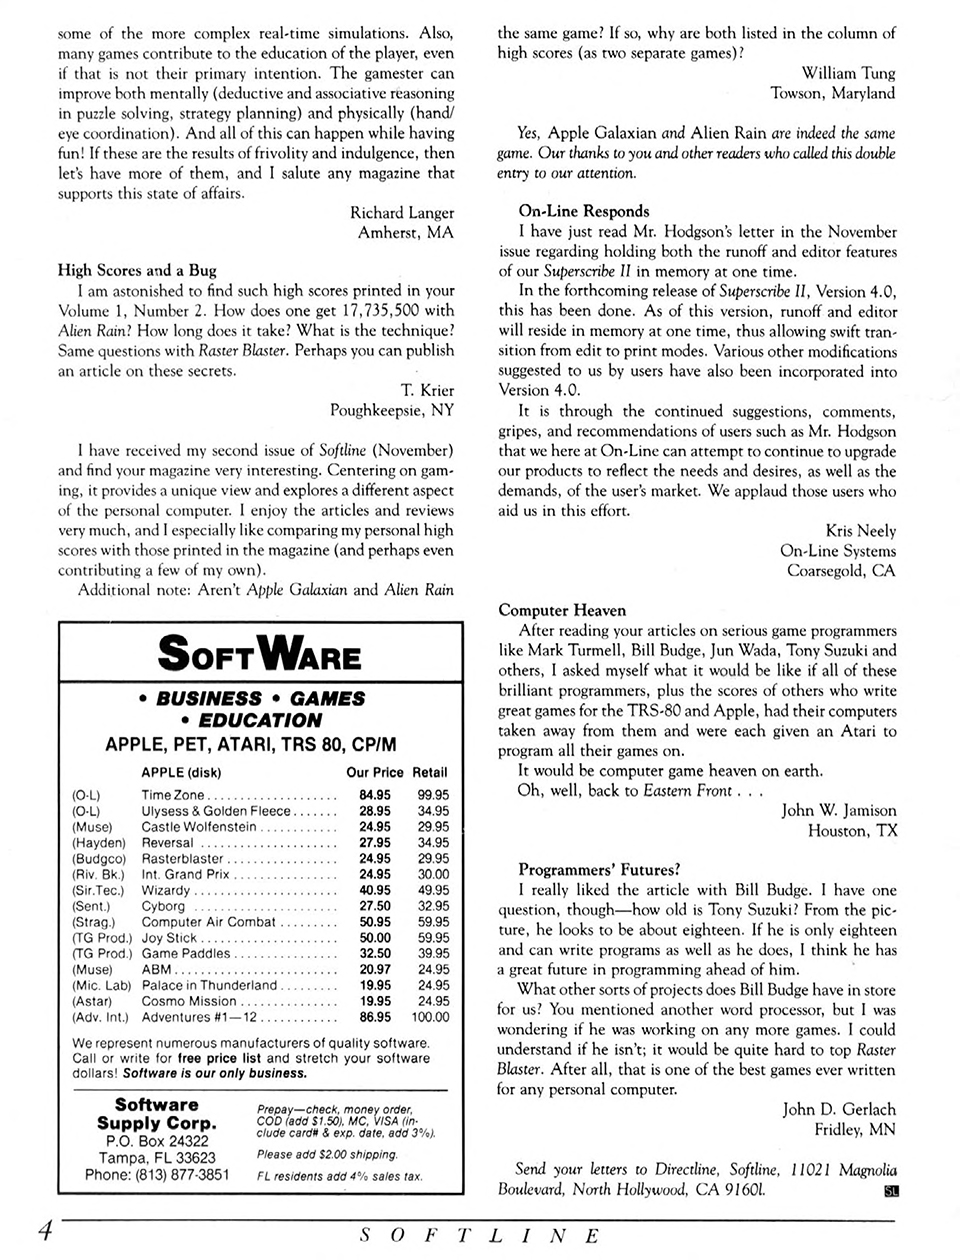 some of the more complex real-time simulations. Also,
many games contribute to the education of the player, even
if that is not their primary intention. The gamester can
improve both mentally (deductive and associative reasoning
in puzzle solving, strategy planning) and physically (hand/
eye coordination). And all of this can happen while having
fun! If these are the results of frivolity and indulgence, then
let's have more of them, and I salute any magazine that
supports this state of affairs.
Richard Langer
Amherst, MA
High Scores and a Bug
I am astonished to find such high scores printed in your
Volume 1, Number 2. How does one get 17,735,500 with
Alien Rain? How long does it take? What is the technique?
Same questions with Raster Blaster. Perhaps you can publish
an article on these secrets.
T. Krier
Poughkeepsie, NY
I have received my second issue of Softline (November)
and find your magazine very interesting. Centering on gam-
ing, it provides a unique view and explores a different aspect
of the personal computer. I enjoy the articles and reviews
very much, and I especially like comparing my personal high
scores with those printed in the magazine (and perhaps even
contributing a few of my own).
Additional note: Aren't Apple Galaxian and Alien Rain
the same game? If so, why are both listed in the column of
high scores (as two separate games)?
William Tung
Towson, Maryland
Yes, Apple Galaxian and Alien Rain are indeed the same
game. Our thanks to you and other readers who called this double
entry to our attention.
On-Line Responds
I have just read Mr. Hodgson's letter in the November
issue regarding holding both the runoff and editor features
of our Superscribe II in memory at one time.
In the forthcoming release of Superscribe II, Version 4.0,
this has been done. As of this version, runoff and editor
will reside in memory at one time, thus allowing swift tran-
sition from edit to print modes. Various other modifications
suggested to us by users have also been incorporated into
Version 4.0.
It is through the continued suggestions, comments,
gripes, and recommendations of users such as Mr. Hodgson
that we here at On-Line can attempt to continue to upgrade
our products to reflect the needs and desires, as well as the
demands, of the user's market. We applaud those users who
aid us in this effort.
Kris Neely
On-Line Systems
Coarsegold, CA
Computer Heaven
After reading your articles on serious game programmers
like Mark Turmell, Bill Budge, Jun Wada, Tony Suzuki and
others, I asked myself what it would be like if all of these
brilliant programmers, plus the scores of others who write
great games for the TRS-80 and Apple, had their computers
taken away from them and were each given an Atari to
program all their games on.
It would be computer game heaven on earth.
Oh, well, back to Eastern Front . . .
John W. Jamison
Houston, TX
Programmers' Futures?
I really liked the article with Bill Budge. I have one
question, though—how old is Tony Suzuki? From the pic-
ture, he looks to be about eighteen. If he is only eighteen
and can write programs as well as he does, I think he has
a great future in programming ahead of him.
What other sorts of projects does Bill Budge have in store
for us? You mentioned another word processor, but I was
wondering if he was working on any more games. I could
understand if he isn't; it would be quite hard to top Raster
Blaster. After all, that is one of the best games ever written
for any personal computer.
John D. Gerlach
Fridley, MN
Send your letters to Directline, Softline, 11021 Magnolia
Boulevard, North Hollywood, CA 91601. SL
SOFTWARE
• BUSINESS • GAMES
• EDUCATION
APPLE, PET, ATARI, TRS 80, CP/M
APPLE (disk) Our Price Retail
(O-L) Time Zone .................... 84.95 99.95
(O-L) Ulysess & Golden Fleece ....... 28.95 34.95
(Muse) Castle Wolfenstein ............ 24.95 29.95
(Hayden) Reversal ..................... 27.95 34.95
(Budgco) Rasterblaster ................. 24.95 29.95
(Riv. Bk.) Int. Grand Prix ................ 24.95 30.00
(Sir.Tec.) Wizardy ...................... 40.95 49.95
(Sent.) Cyborg ...................... 27.50 32.95
(Strag.) Computer Air Combat ......... 50.95 59.95
(TG Prod.) Joy Stick ..................... 50.00 59.95
(TG Prod.) Game Paddles ................ 32.50 39.95
(Muse) ABM ......................... 20.97 24.95
(Mic. Lab) Palace in Thunderland ......... 19.95 24.95
(Astar) Cosmo Mission ............... 19.95 24.95
(Adv. Int.) Adventures #1—12 ............ 86.95 100.00
We represent numerous manufacturers of quality software.
Call or write for free price list and stretch your software
dollars! Software is our only business.
Software
Supply Corp.
P.O. Box 24322
Tampa, FL 33623
Phone: (813) 877-3851
Prepay—check, money order,
COD (add $1.50), MC, VISA (in-
clude card# & exp. date, add 3%).
Please add $2.00 shipping.
FL residents add 4% sales tax.
4
SOFTLINE